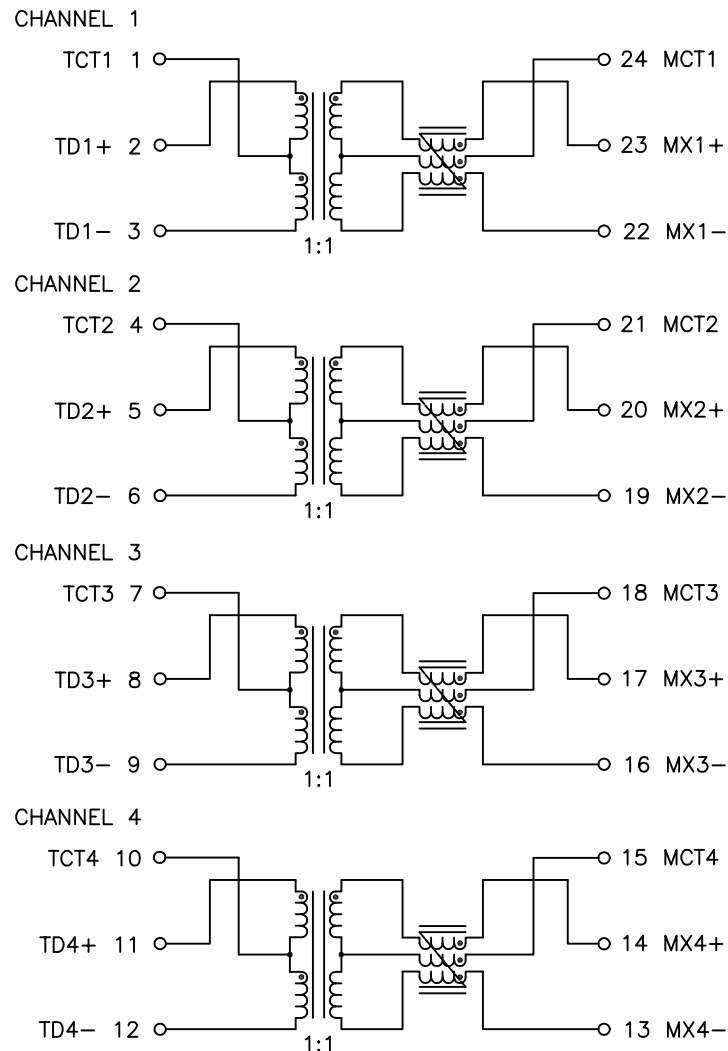 CHANNEL 1
TCT1 1 24 MCT1
TD1+ 2 23 MX1+
TD1− 3 22 MX1−
1:1
CHANNEL 2
TCT2 4 21 MCT2
TD2+ 5 20 MX2+
TD2− 6 19 MX2−
1:1
CHANNEL 3
TCT3 7 18 MCT3
TD3+ 8 17 MX3+
TD3− 9 16 MX3−
1:1
CHANNEL 4
TCT4 10 15 MCT4
TD4+ 11 14 MX4+
TD4− 12 13 MX4−
1:1